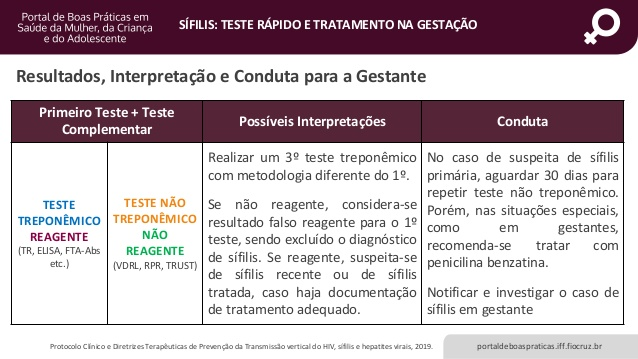 Portal de Boas Práticas em
Saúde da Mulher, da Criança
e do Adolescente
SÍFILIS: TESTE RÁPIDO E TRATAMENTO NA GESTAÇÃO
Resultados, Interpretação e Conduta para a Gestante
Primeiro Teste + Teste
Complementar
Possíveis Interpretações
Conduta
TESTE
TREPONÊMICO
REAGENTE
(TR, ELISA, FTA-Abs
etc.)
TESTE NÃO
TREPONÊMICO
NÃO
REAGENTE
(VDRL, RPR, TRUST)
Realizar um 3º teste treponêmico
com metodologia diferente do 1º.
Se não reagente, considera-se
resultado falso reagente para o 1º
teste, sendo excluído o diagnóstico
de sífilis. Se reagente, suspeita-se
de sífilis recente ou de sífilis
tratada, caso haja documentação
de tratamento adequado.
No caso de suspeita de sífilis
primária, aguardar 30 dias para
repetir teste não treponêmico.
Porém, nas situações especiais,
como em gestantes,
recomenda-se tratar com
penicilina benzatina.
Notificar e investigar o caso de
sífilis em gestante
Protocolo Clínico e Diretrizes Terapêuticas de Prevenção da Transmissão vertical do HIV, sífilis e hepatites virais, 2019.
portaldeboaspraticas.iff.fiocruz.br